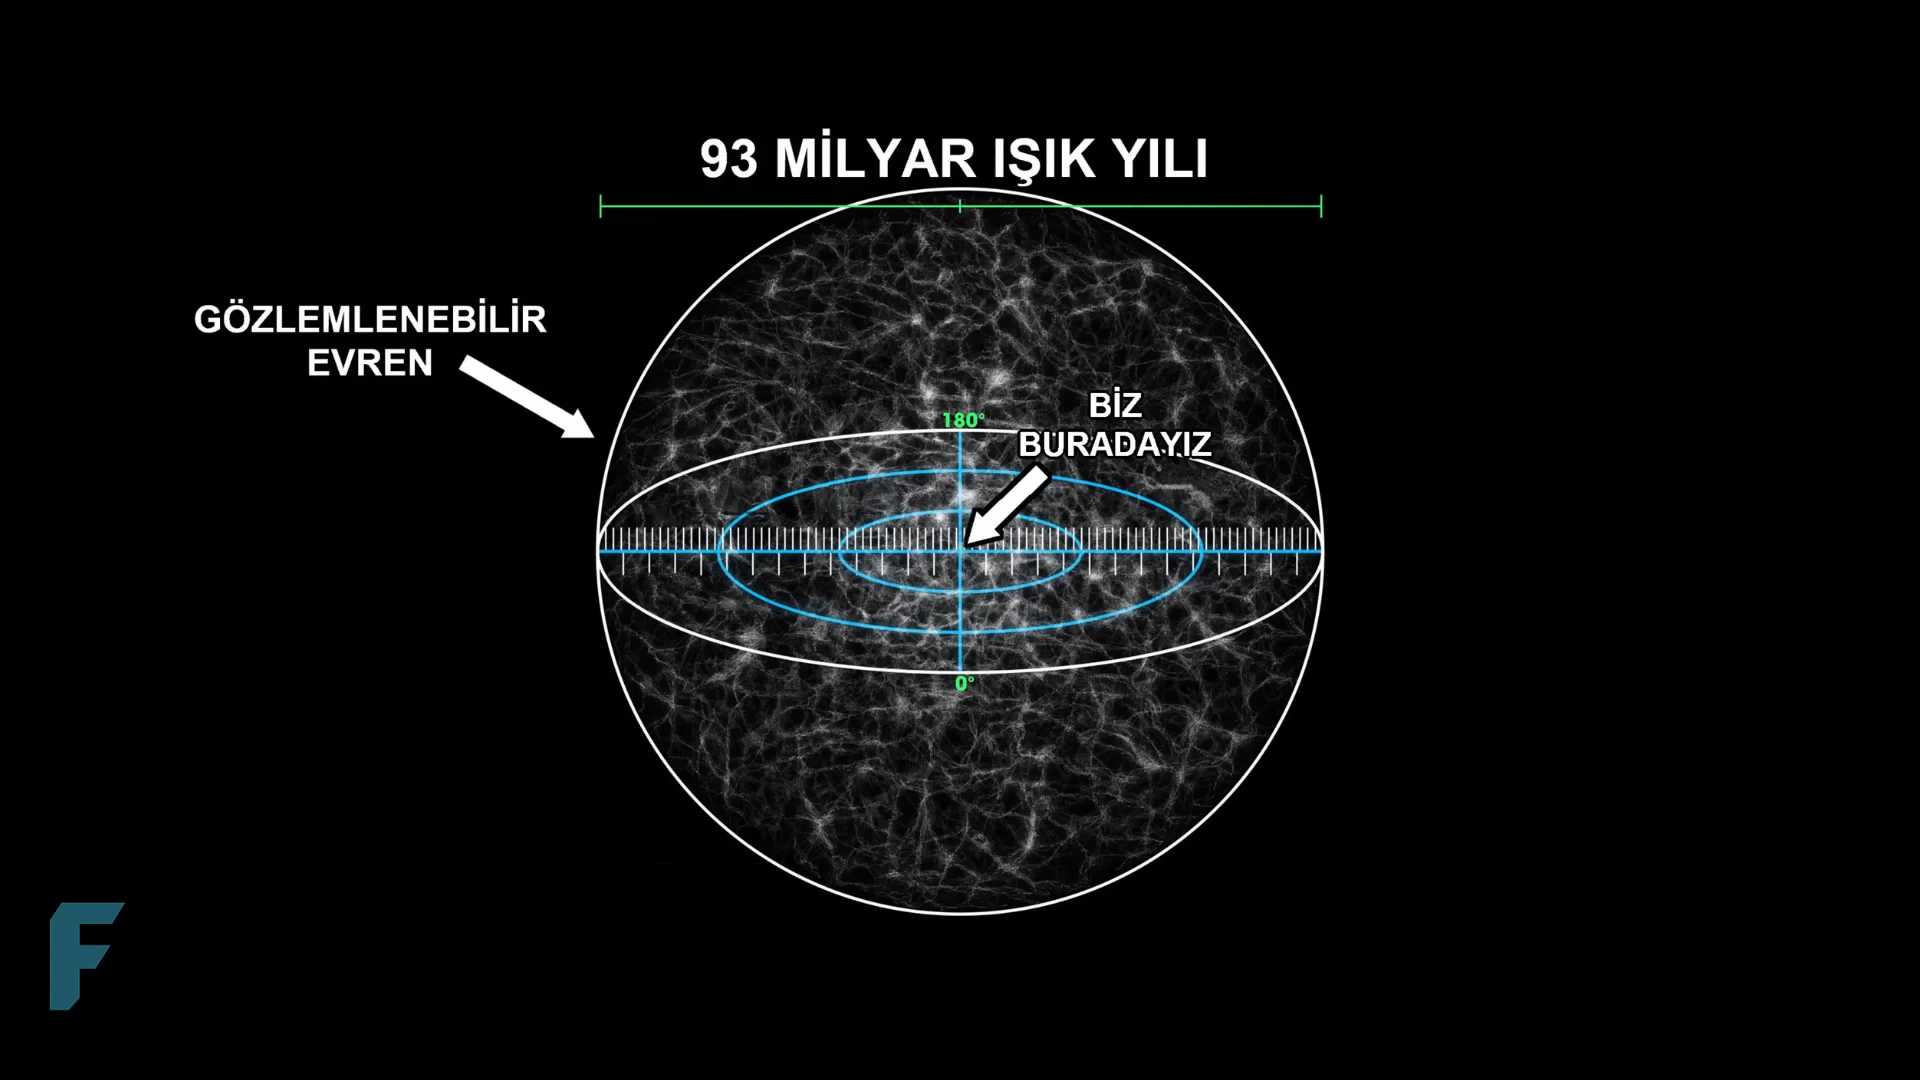 93 MİLYAR IŞIK YILI
GÖZLEMLENEBİLİR
EVREN
BİZ
BURADAYIZ
180°
0°
F